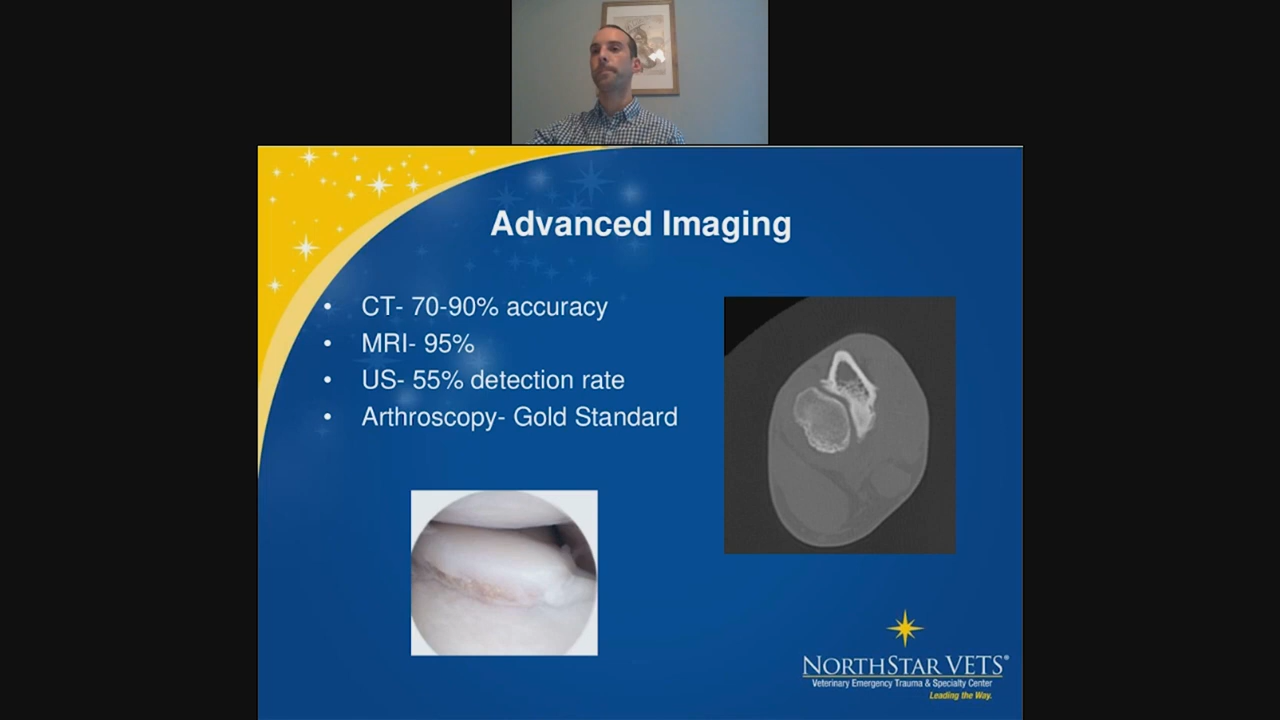 Advanced Imaging
• CT- 70-90% accuracy
• MRI- 95%
• US- 55% detection rate
• Arthroscopy- Gold Standard
NORTHSTAR VETS®
Veterinary Emergency Trauma & Specialty Center
Leading the Way.